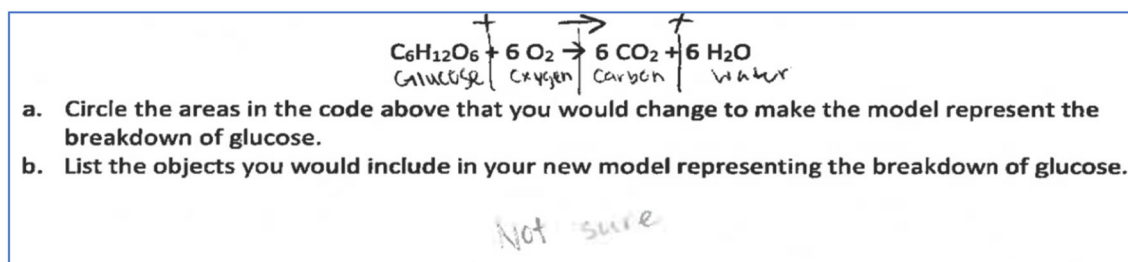 + → +
C6H12O6 + 6 O2 → 6 CO2 + 6 H2O
Glucose Oxygen Carbon water
a. Circle the areas in the code above that you would change to make the model represent the
breakdown of glucose.
b. List the objects you would include in your new model representing the breakdown of glucose.
Not sure